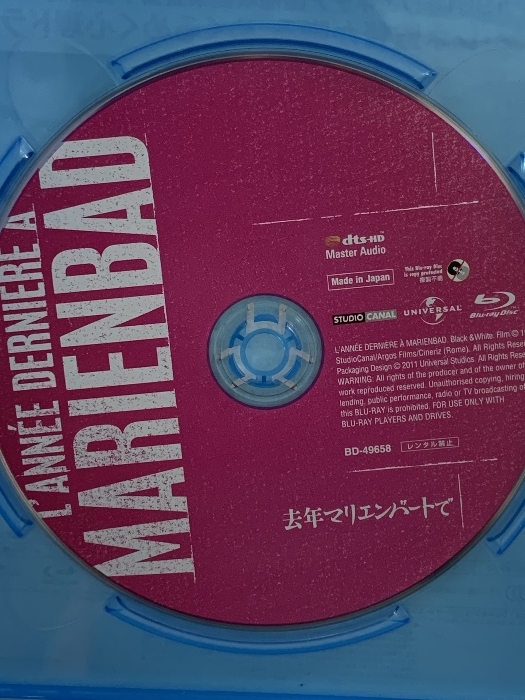 L'ANNÉE DERNIÈRE À
MARIENBAD
dts-HD
Master Audio
Made in Japan
This Blu-ray Disc
is copy protected
複製不能
STUDIO CANAL
UNIVERSAL
Blu-ray Disc
L'ANNÉE DERNIÈRE À MARIENBAD. Black & White. Film © 1
StudioCanal/Argos Films/Cineriz (Rome). All Rights Reser
Packaging Design © 2011 Universal Studios. All Rights Rese
WARNING: All rights of the producer and of the owner of
work reproduced reserved. Unauthorised copying, hiring
lending, public performance, radio or TV broadcasting of
this BLU-RAY is prohibited. FOR USE ONLY WITH
BLU-RAY PLAYERS AND DRIVES.
BD-49658
レンタル禁止
去年マリエンバートで